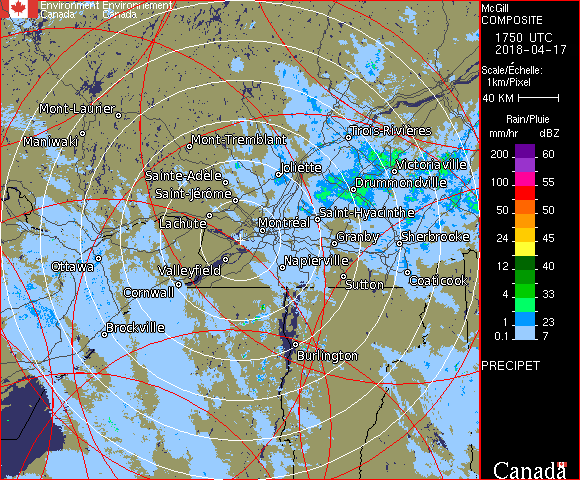 Environment Environnement
Canada Canada
Mont-Laurier
Maniwaki
Mont-Tremblant
Trois-Rivières
Sainte-Adèle
Joliette
Victoriaville
Saint-Jérôme
Drummondville
Lachute
Saint-Hyacinthe
Montréal
Granby
Sherbrooke
Ottawa
Valleyfield
Napierville
Cornwall
Sutton
Coaticook
Brockville
Burlington
McGill
COMPOSITE
1750 UTC
2018-04-17
Scale/Échelle:
1km/Pixel
40 KM
Rain/Pluie
mm/hr dBZ
200 60
100 55
50 50
24 45
12 40
4 33
1 23
0.1 7
PRECIPET
Canada